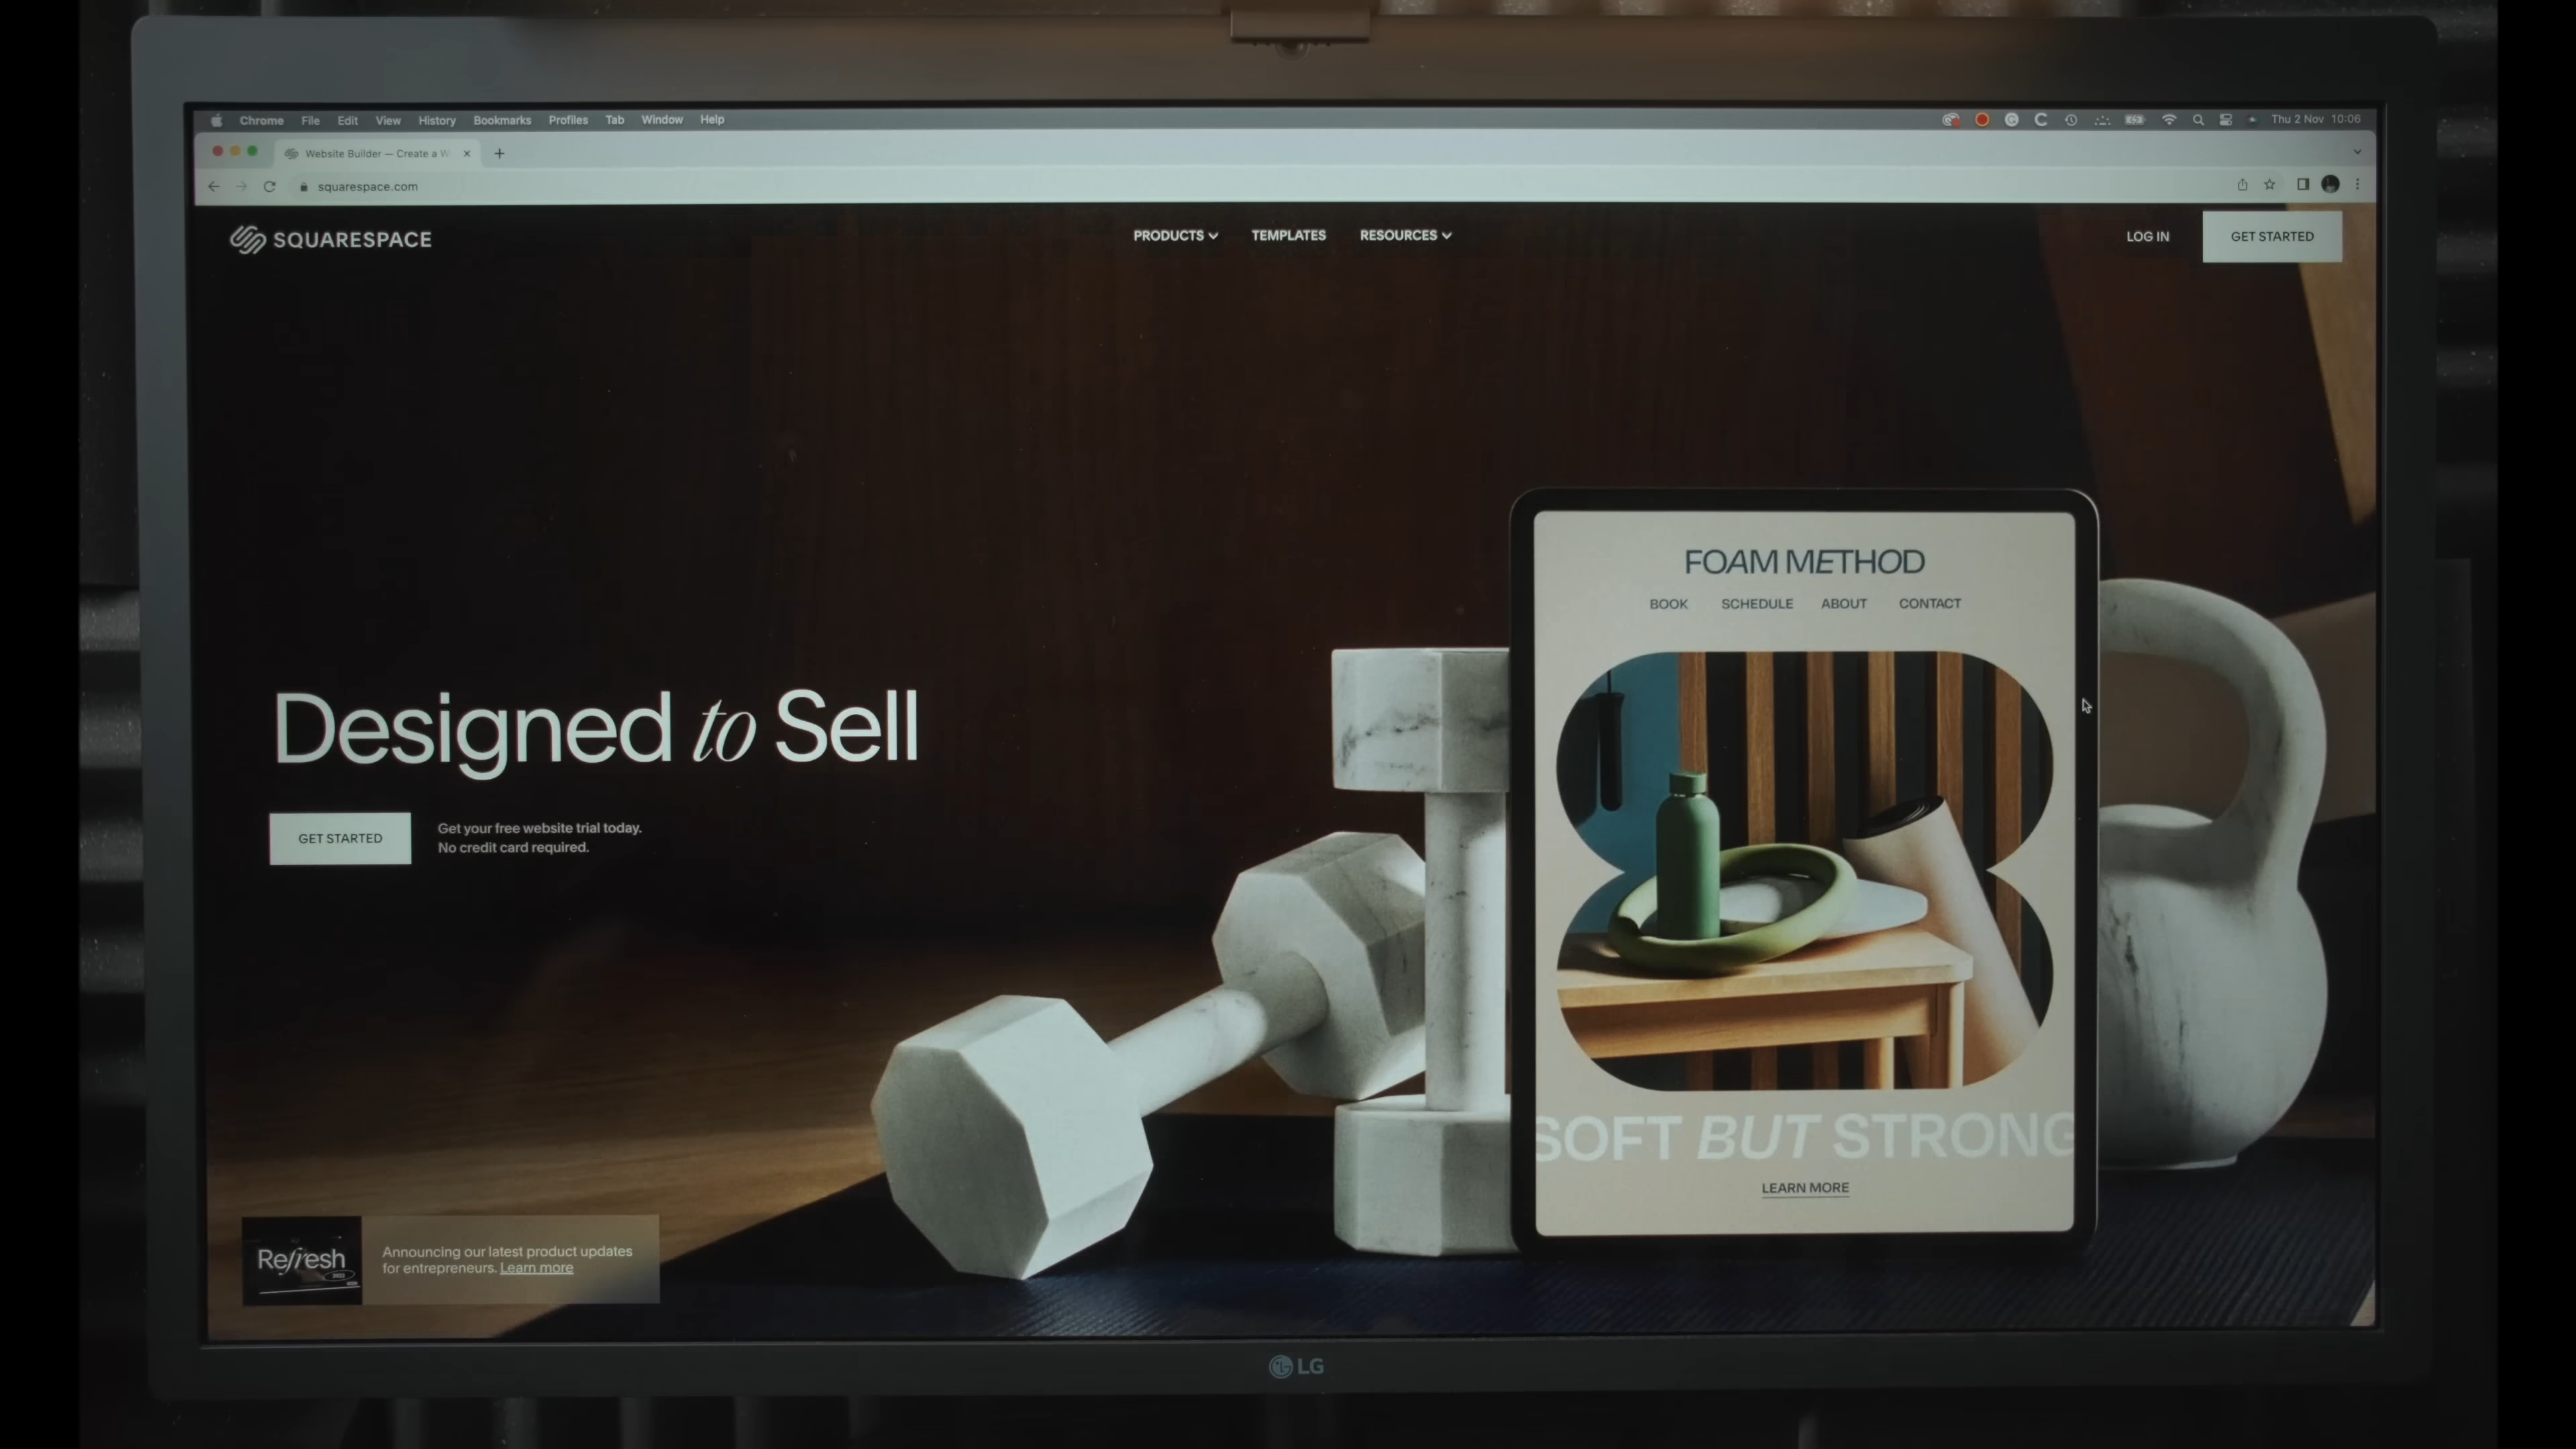 Chrome File Edit View History Bookmarks Profiles Tab Window Help
Thu 2 Nov 10:06
Website Builder — Create a W
squarespace.com
SQUARESPACE
PRODUCTS TEMPLATES RESOURCES
LOG IN
GET STARTED
FOAM METHOD
BOOK SCHEDULE ABOUT CONTACT
Designed to Sell
GET STARTED
Get your free website trial today.
No credit card required.
SOFT BUT STRONG
LEARN MORE
Refresh
Announcing our latest product updates
for entrepreneurs. Learn more
LG